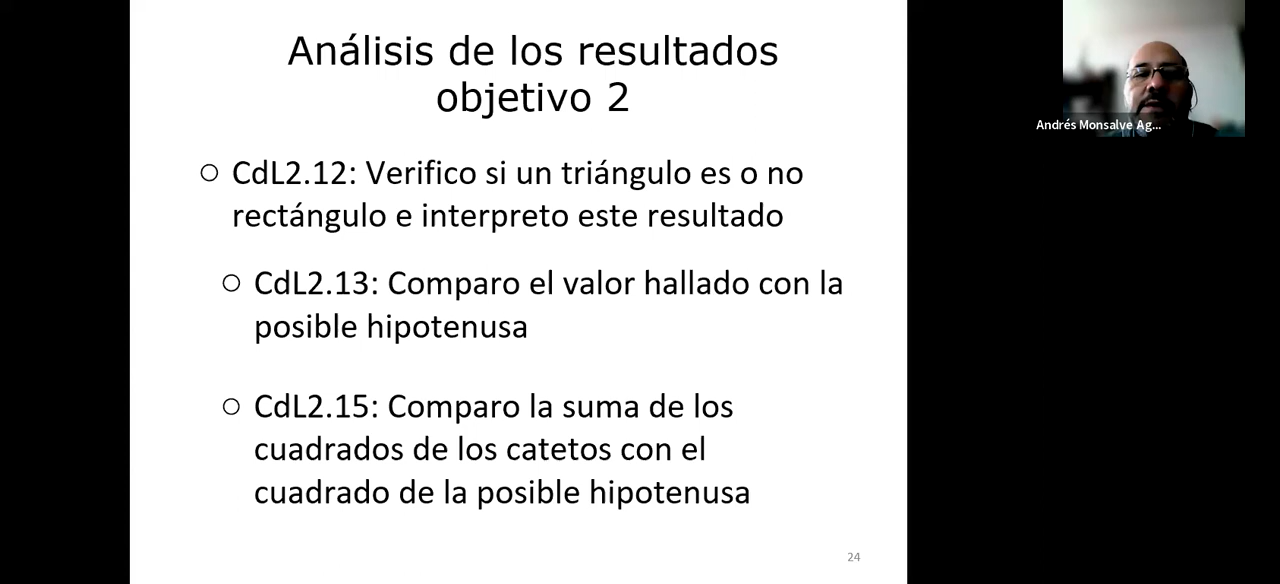 Análisis de los resultados
objetivo 2
CdL2.12: Verifico si un triángulo es o no
rectángulo e interpreto este resultado
CdL2.13: Comparo el valor hallado con la
posible hipotenusa
CdL2.15: Comparo la suma de los
cuadrados de los catetos con el
cuadrado de la posible hipotenusa
24
Andrés Monsalve Ag...